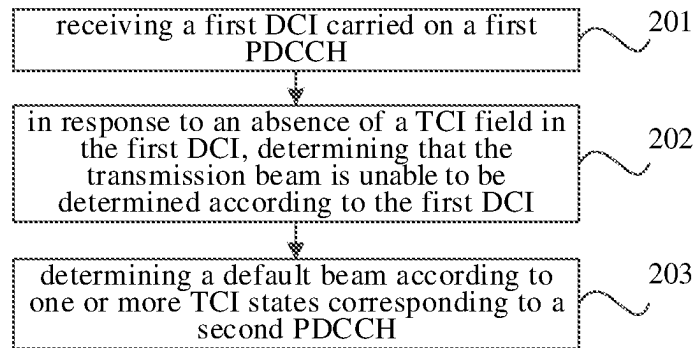 receiving a first DCI carried on a first
PDCCH
201
in response to an absence of a TCI field in
the first DCI, determining that the
transmission beam is unable to be
determined according to the first DCI
202
determining a default beam according to
one or more TCI states corresponding to a
second PDCCH
203